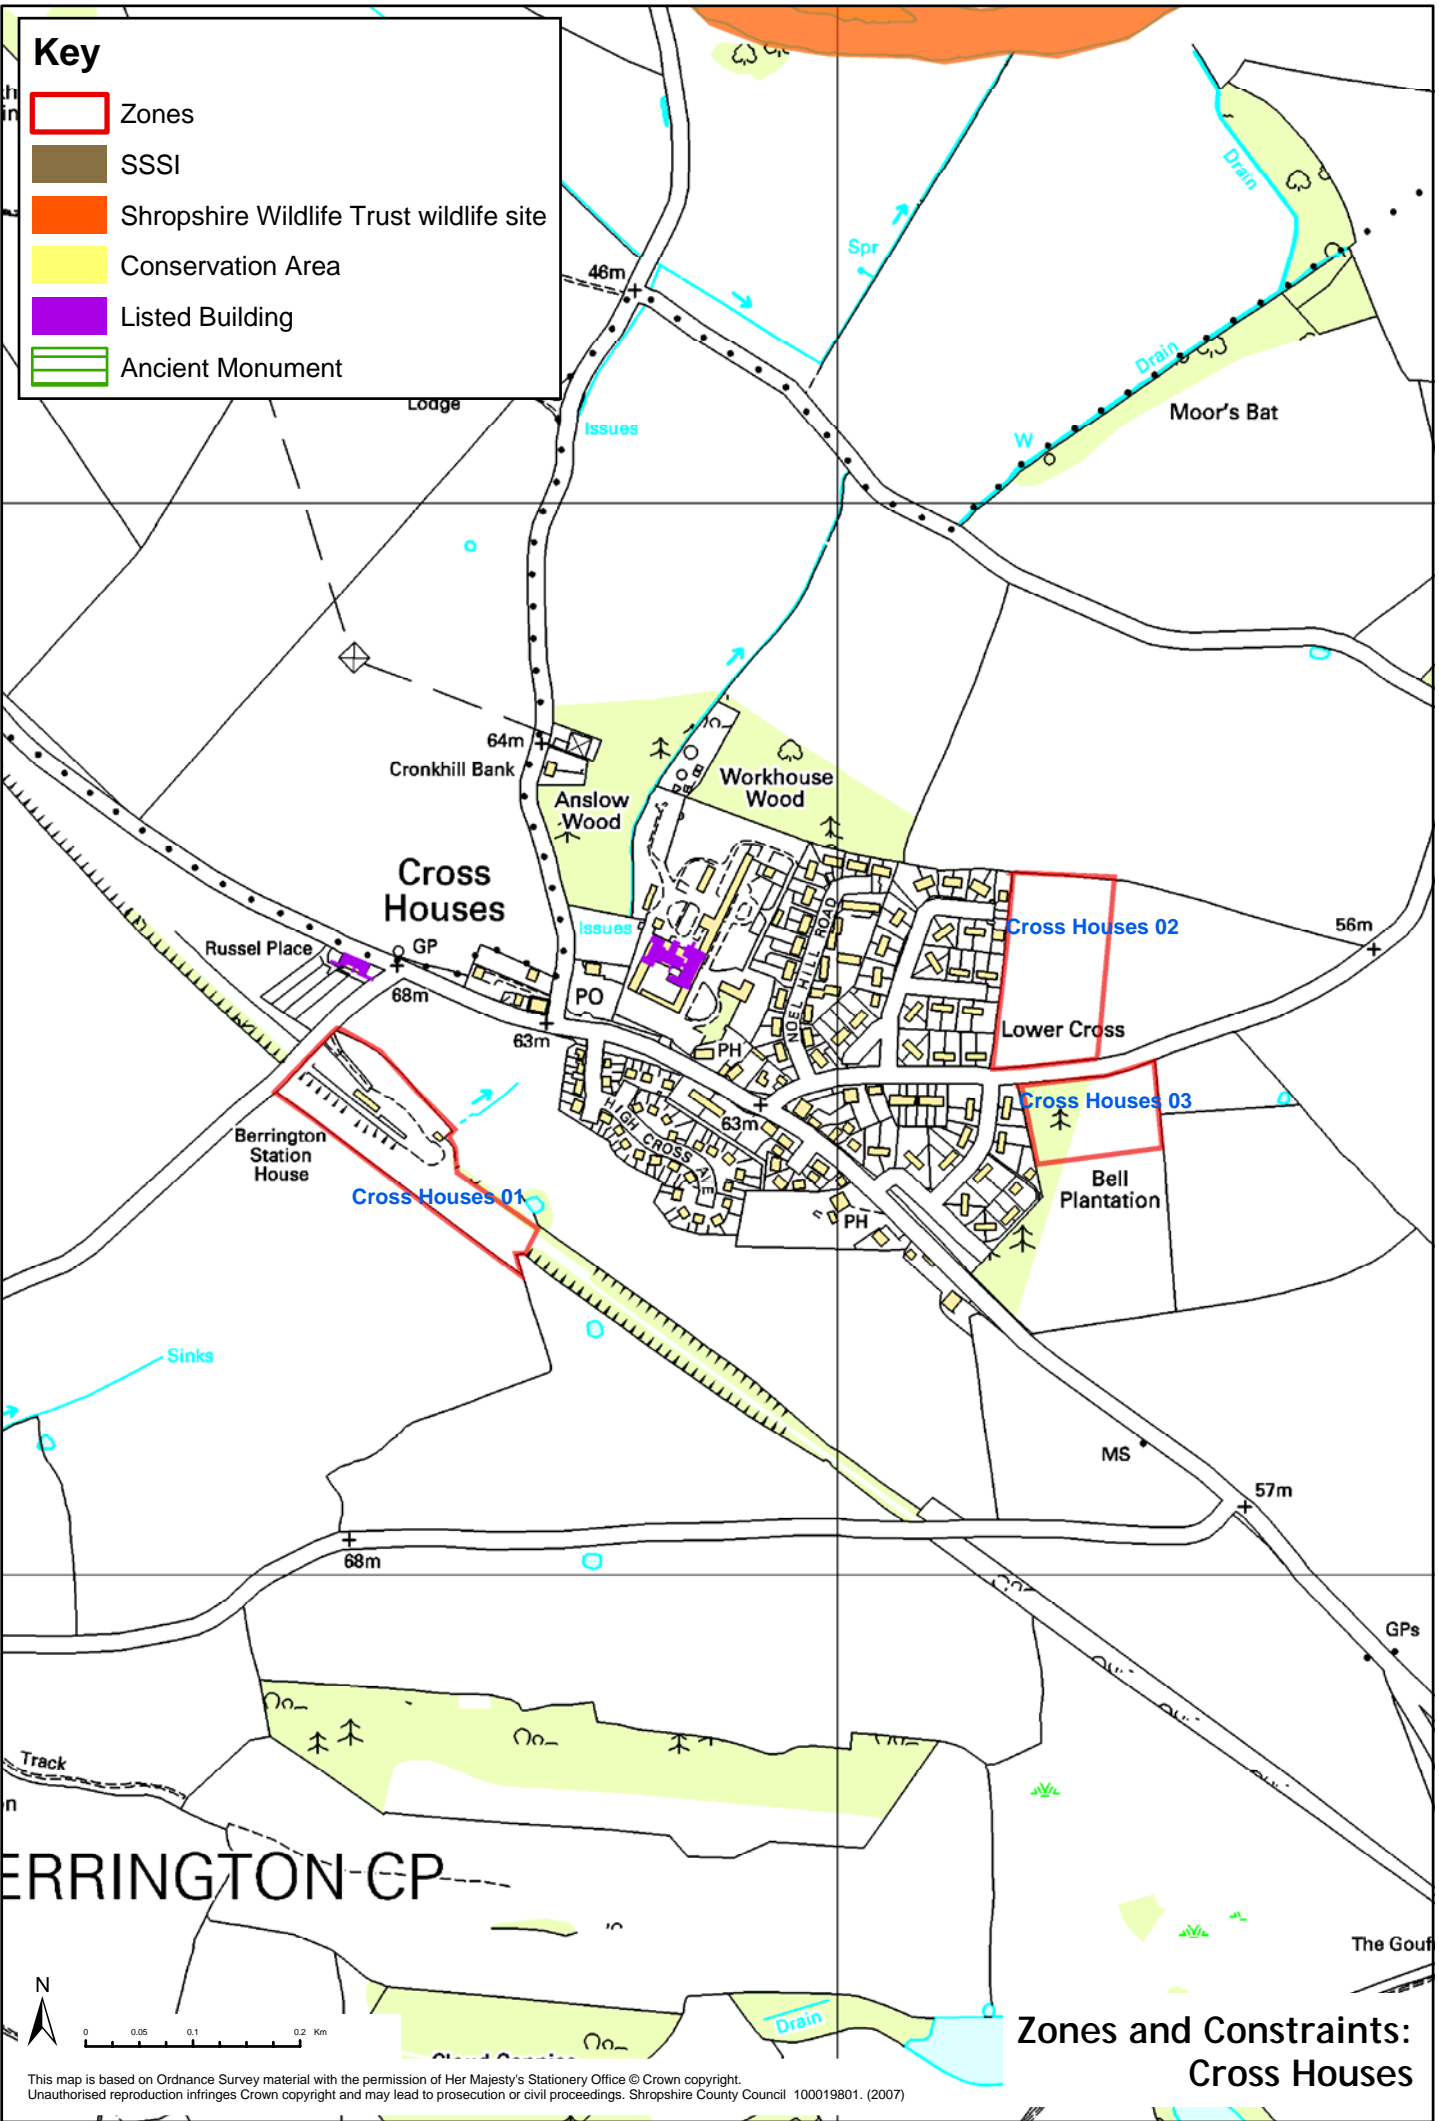 Key
Zones
SSSI
Shropshire Wildlife Trust wildlife site
Conservation Area
Listed Building
Ancient Monument
Lodge
46m
Issues
Spr
Drain
Drain
W
Moor's Bat
64m
Cronkhill Bank
Anslow
Wood
Workhouse
Wood
Cross
Houses
Russel Place
GP
68m
Issues
PO
63m
PH
NOEL HILL ROAD
Cross Houses 02
56m
Lower Cross
Cross Houses 03
Bell
Plantation
63m
HIGH CROSS AVE
PH
Berrington
Station
House
Cross Houses 01
Sinks
MS
57m
68m
GPs
Track
ERRINGTON CP
The Gouf
Drain
N
0 0.05 0.1 0.2 Km
Zones and Constraints:
Cross Houses
This map is based on Ordnance Survey material with the permission of Her Majesty's Stationery Office © Crown copyright.
Unauthorised reproduction infringes Crown copyright and may lead to prosecution or civil proceedings. Shropshire County Council 100019801. (2007)